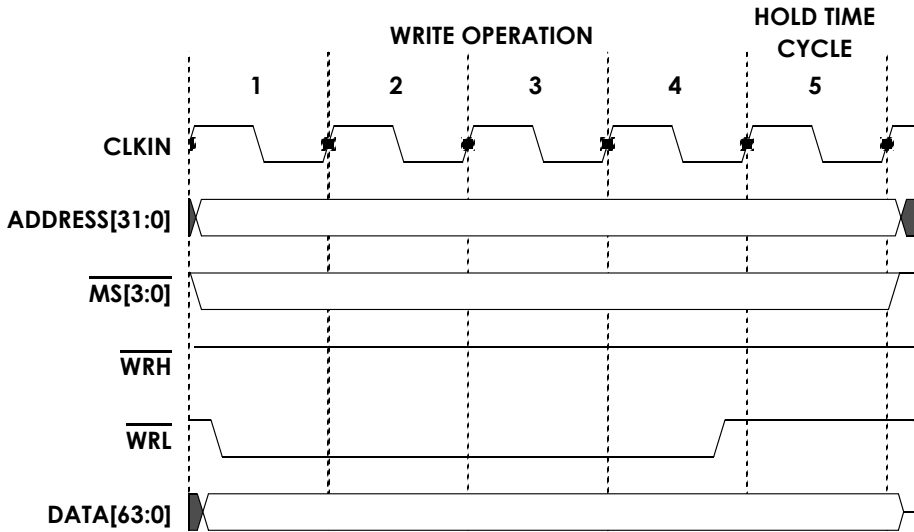 WRITE OPERATION
HOLD TIME
CYCLE
1 2 3 4 5
CLKIN
ADDRESS[31:0]
MS[3:0]
WRH
WRL
DATA[63:0]